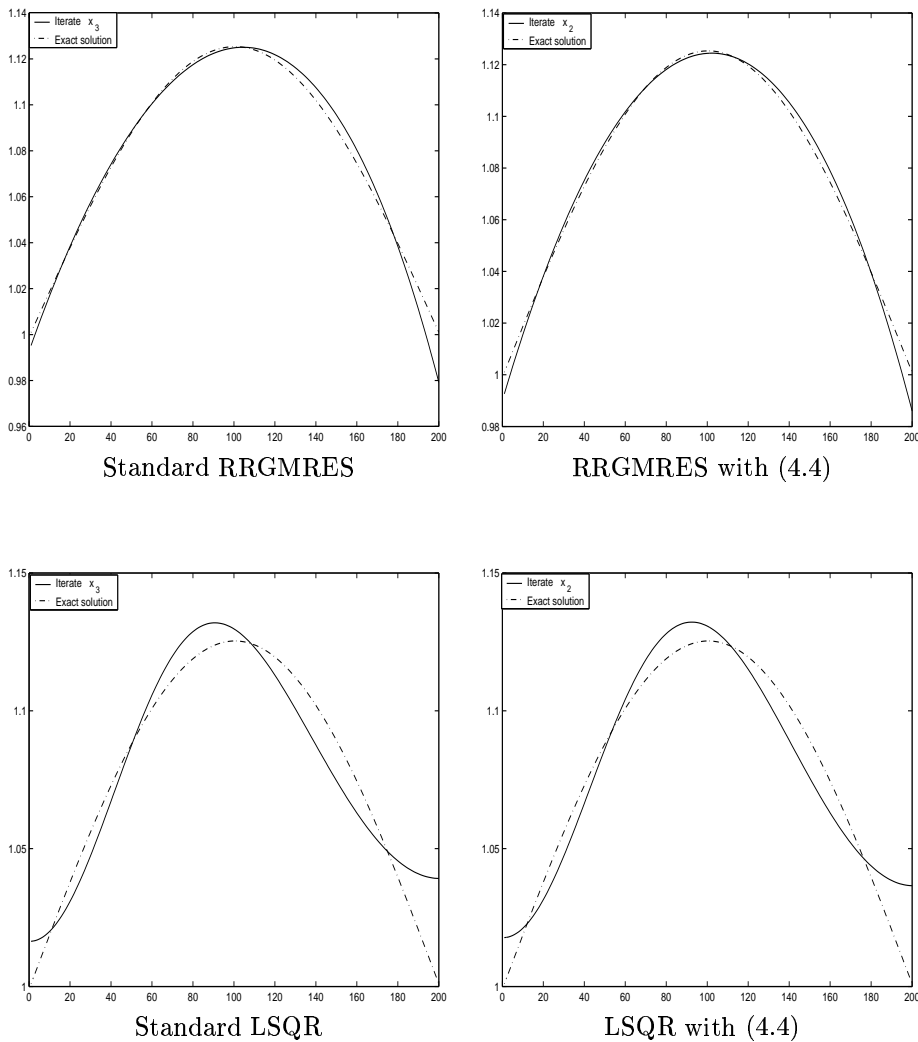 1.14
Iterate x3
Exact solution
1.12
1.1
1.08
1.06
1.04
1.02
1
0.98
0.96
0 20 40 60 80 100 120 140 160 180 200
Standard RRGMRES
1.14
Iterate x2
Exact solution
1.12
1.1
1.08
1.06
1.04
1.02
1
0.98
0 20 40 60 80 100 120 140 160 180 200
RRGMRES with (4.4)
1.15
Iterate x3
Exact solution
1.1
1.05
1
0 20 40 60 80 100 120 140 160 180 200
Standard LSQR
1.15
Iterate x2
Exact solution
1.1
1.05
1
0 20 40 60 80 100 120 140 160 180 200
LSQR with (4.4)